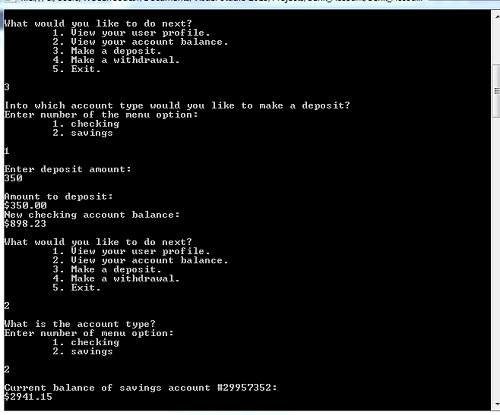 What would you like to do next?
1. View your user profile.
2. View your account balance.
3. Make a deposit.
4. Make a withdrawal.
5. Exit.
3
Into which account type would you like to make a deposit?
Enter number of the menu option:
1. checking
2. savings
1
Enter deposit amount:
350
Amount to deposit:
$350.00
New checking account balance:
$898.23
What would you like to do next?
1. View your user profile.
2. View your account balance.
3. Make a deposit.
4. Make a withdrawal.
5. Exit.
2
What is the account type?
Enter number of menu option:
1. checking
2. savings
2
Current balance of savings account #29957352:
$2941.15